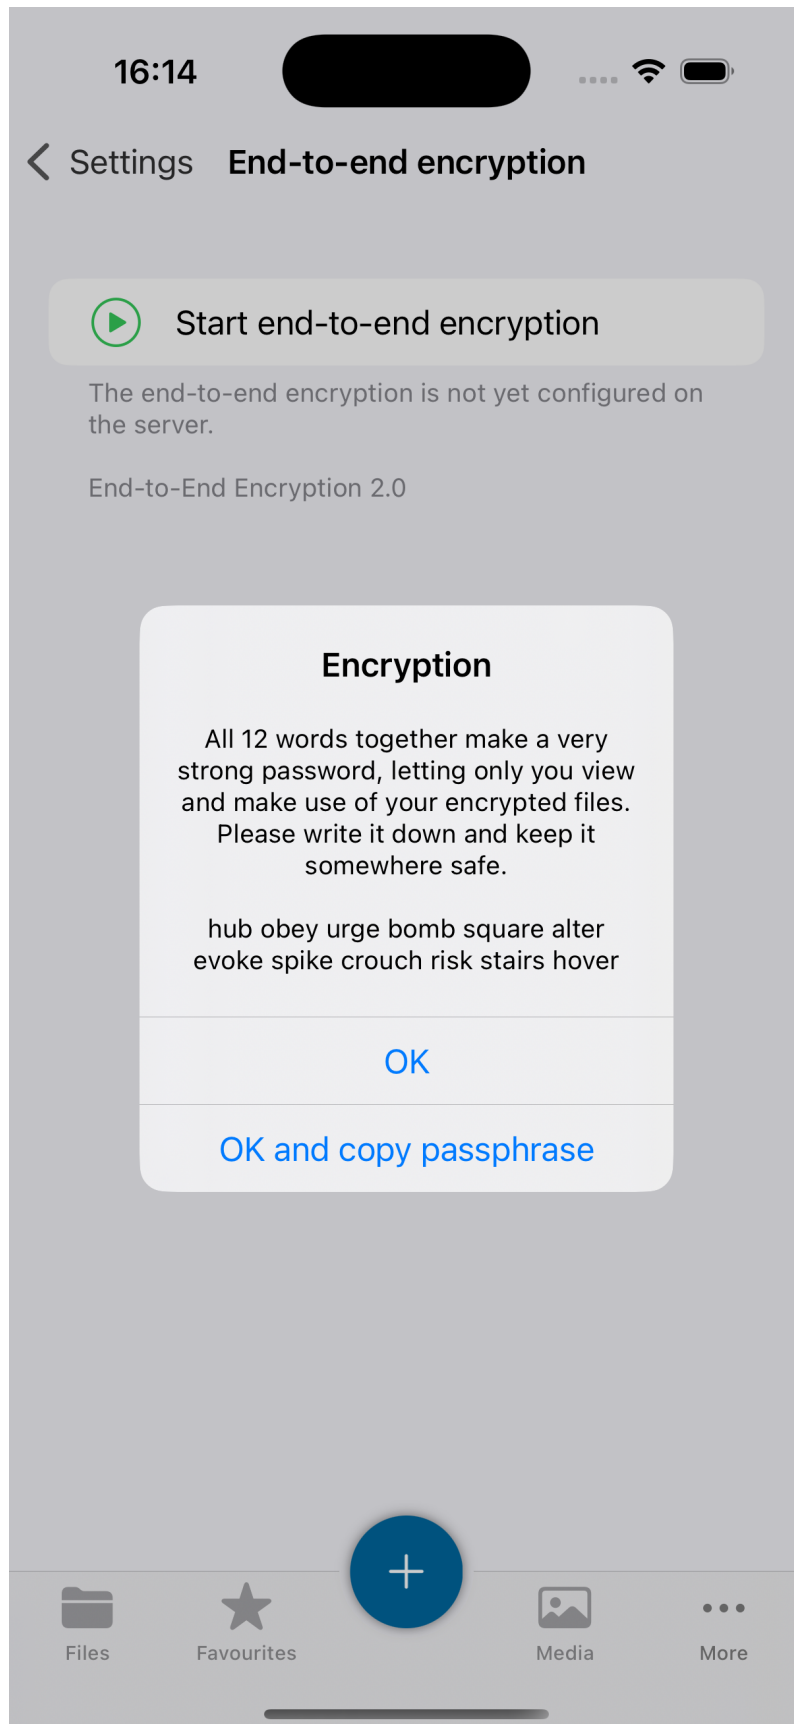 16:14
Settings
End-to-end encryption
Start end-to-end encryption
The end-to-end encryption is not yet configured on
the server.
End-to-End Encryption 2.0
Encryption
All 12 words together make a very
strong password, letting only you view
and make use of your encrypted files.
Please write it down and keep it
somewhere safe.
hub obey urge bomb square alter
evoke spike crouch risk stairs hover
OK
OK and copy passphrase
Files
Favourites
Media
More